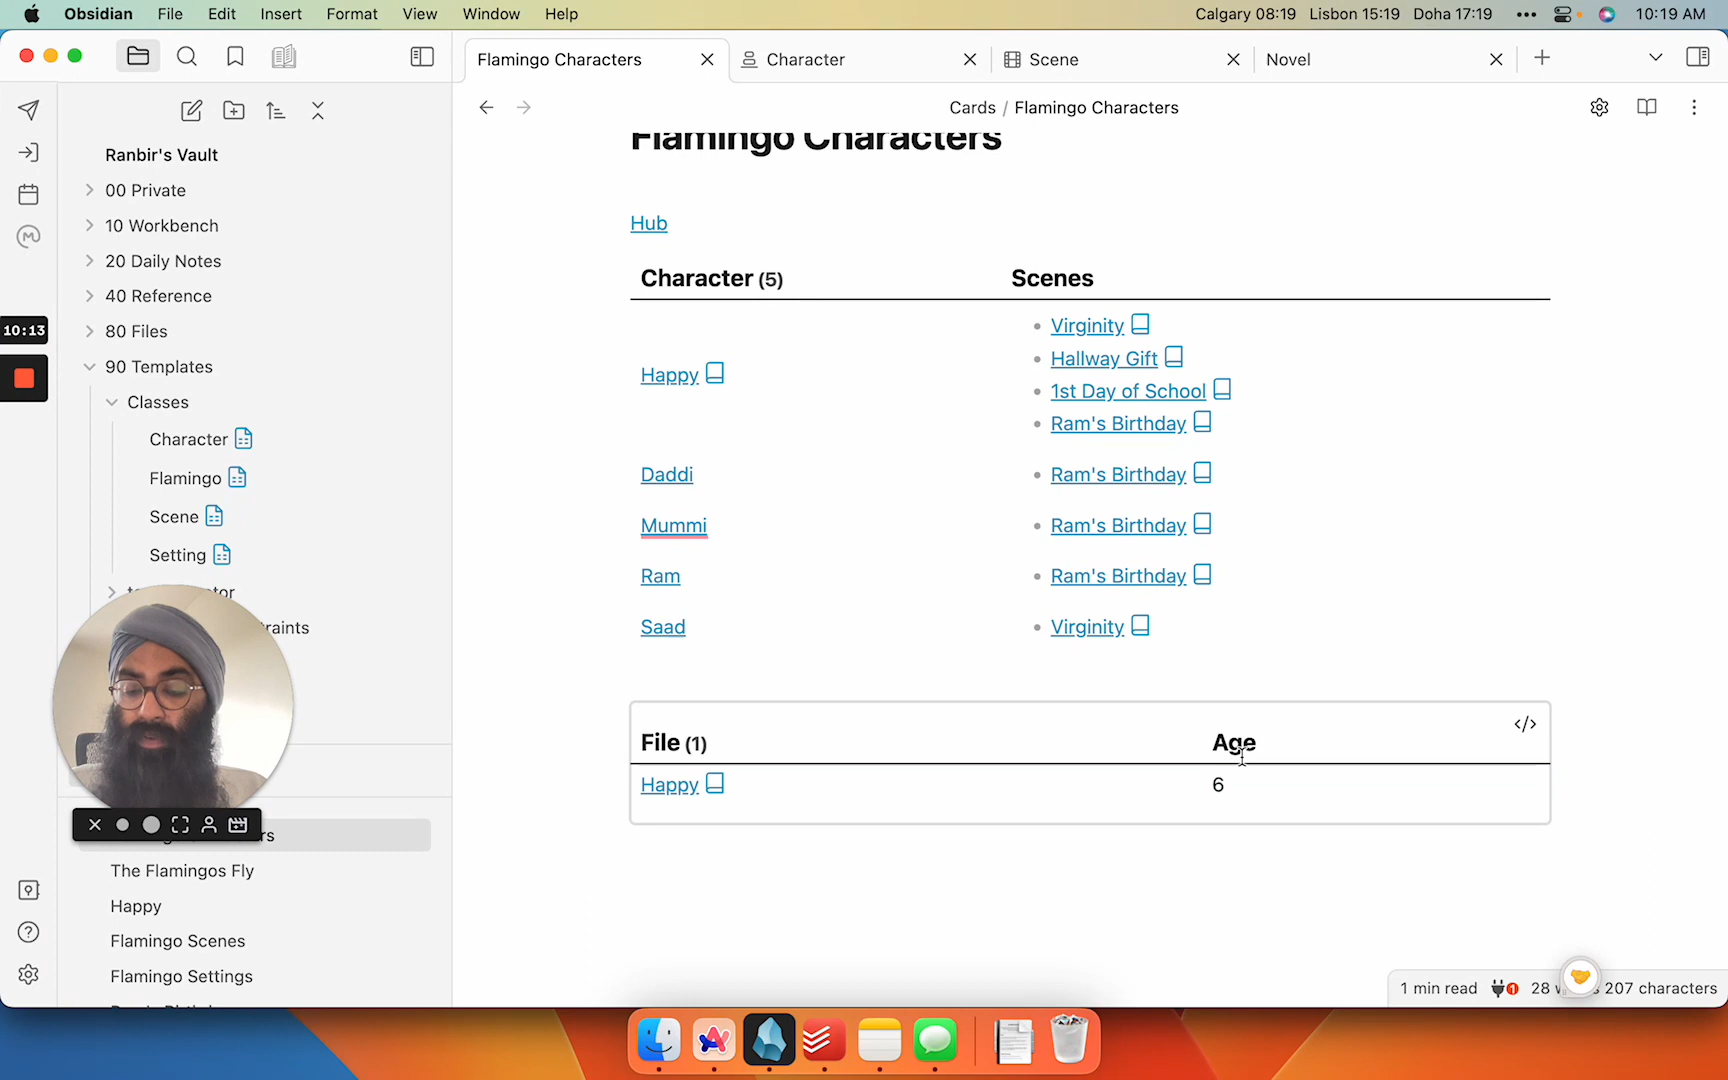 Obsidian File Edit Insert Format View Window Help
Calgary 08:19 Lisbon 15:19 Doha 17:19 10:19 AM
Flamingo Characters Character Scene Novel
Cards / Flamingo Characters
Ranbir's Vault
00 Private
10 Workbench
20 Daily Notes
40 Reference
80 Files
90 Templates
Classes
Character
Flamingo
Scene
Setting
10:13
The Flamingos Fly
Happy
Flamingo Scenes
Flamingo Settings
Flamingo Characters
Hub
Character (5) Scenes
Happy
Virginity
Hallway Gift
1st Day of School
Ram's Birthday
Daddi Ram's Birthday
Mummi Ram's Birthday
Ram Ram's Birthday
Saad Virginity
File (1) Age
Happy 6
1 min read 28 207 characters